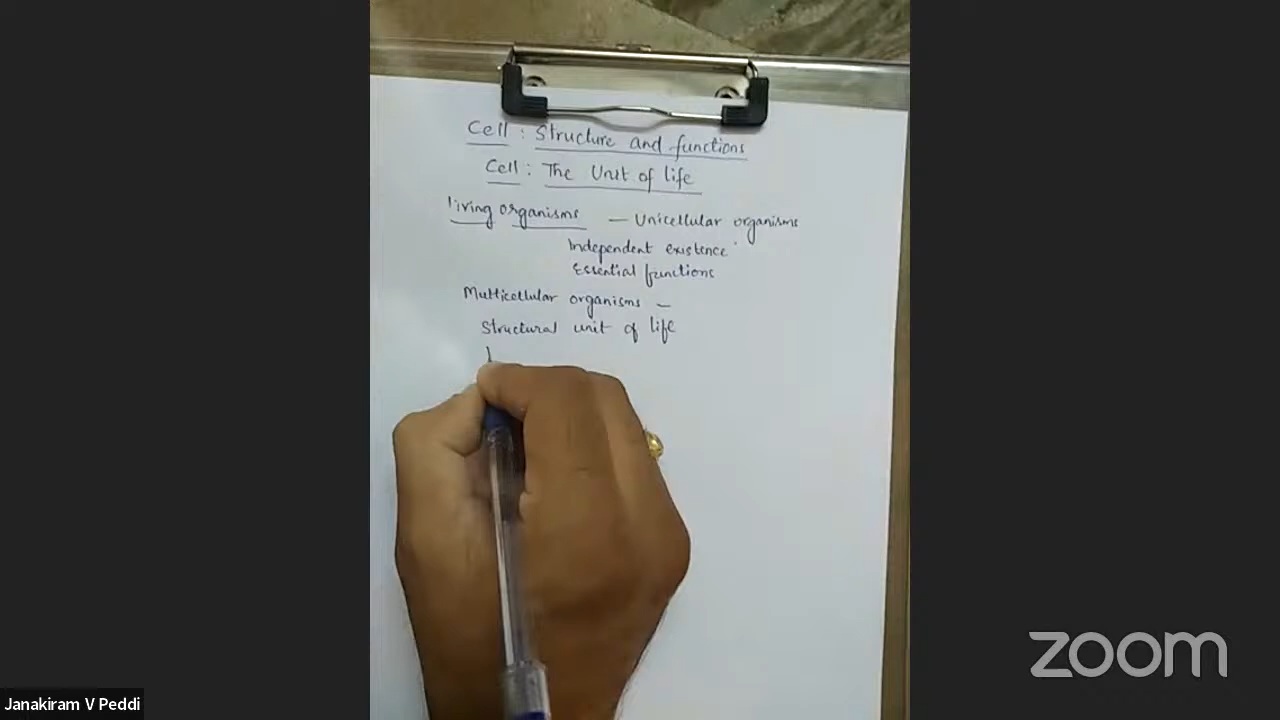 Cell : Structure and functions
Cell : The Unit of life
living organisms — Unicellular organisms
Independent existence
Essential functions
Multicellular organisms —
Structural unit of life
zoom
Janakiram V Peddi